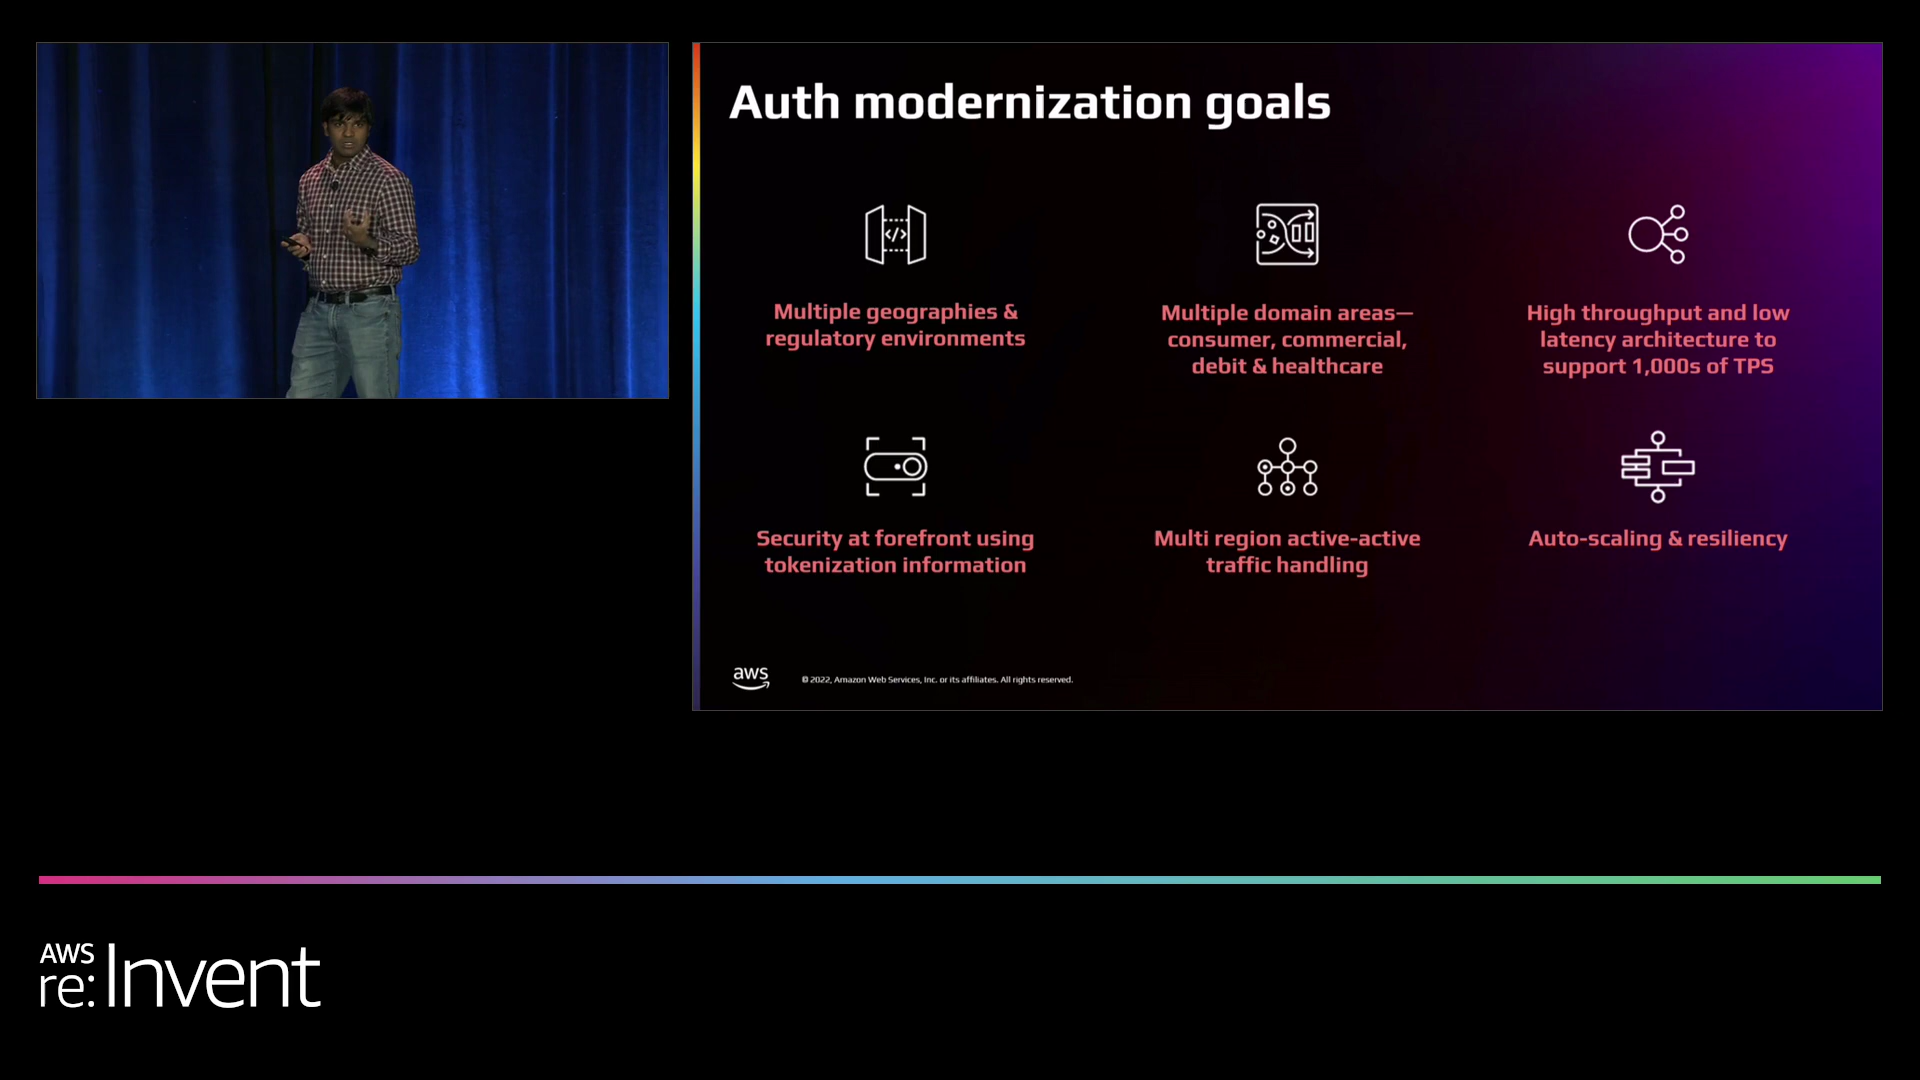 Auth modernization goals
Multiple geographies &
regulatory environments
Multiple domain areas—
consumer, commercial,
debit & healthcare
High throughput and low
latency architecture to
support 1,000s of TPS
Security at forefront using
tokenization information
Multi region active-active
traffic handling
Auto-scaling & resiliency
aws
© 2022, Amazon Web Services, Inc. or its affiliates. All rights reserved.
AWS
re:Invent